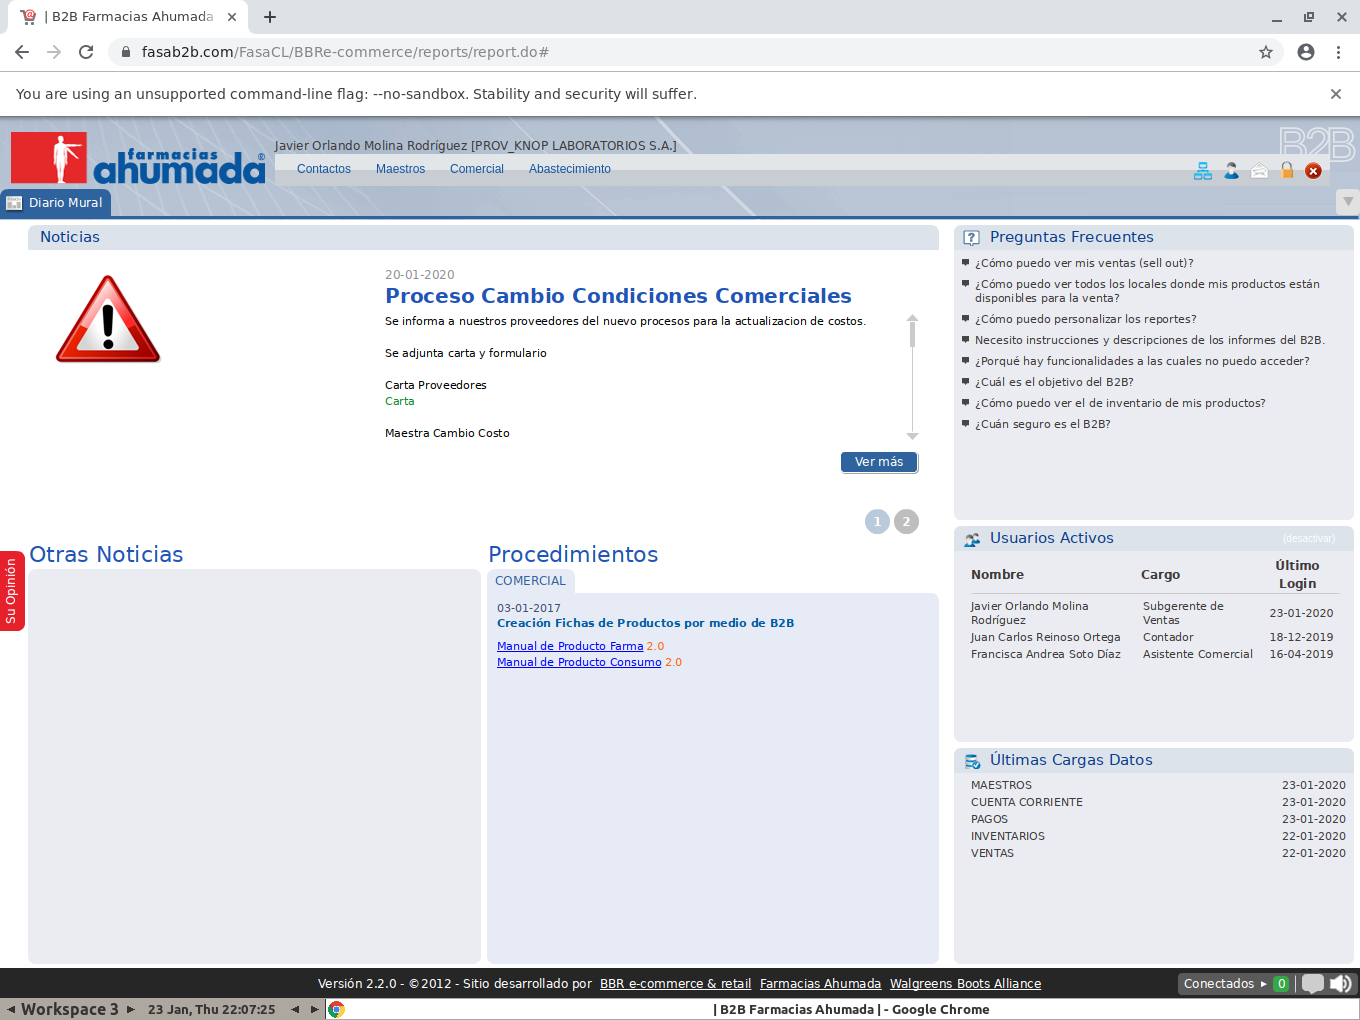 | B2B Farmacias Ahumada
fasab2b.com/FasaCL/BBRe-commerce/reports/report.do#
You are using an unsupported command-line flag: --no-sandbox. Stability and security will suffer.
farmacias
ahumada®
Javier Orlando Molina Rodríguez [PROV_KNOP LABORATORIOS S.A.]
B2B
Contactos Maestros Comercial Abastecimiento
Diario Mural
Noticias
20-01-2020
Proceso Cambio Condiciones Comerciales
Se informa a nuestros proveedores del nuevo procesos para la actualizacion de costos.
Se adjunta carta y formulario
Carta Proveedores
Carta
Maestra Cambio Costo
Ver más
1 2
Su Opinión
Otras Noticias
Procedimientos
COMERCIAL
03-01-2017
Creación Fichas de Productos por medio de B2B
Manual de Producto Farma 2.0
Manual de Producto Consumo 2.0
Preguntas Frecuentes
¿Cómo puedo ver mis ventas (sell out)?
¿Cómo puedo ver todos los locales donde mis productos están
disponibles para la venta?
¿Cómo puedo personalizar los reportes?
Necesito instrucciones y descripciones de los informes del B2B.
¿Porqué hay funcionalidades a las cuales no puedo acceder?
¿Cuál es el objetivo del B2B?
¿Cómo puedo ver el de inventario de mis productos?
¿Cuán seguro es el B2B?
Usuarios Activos (desactivar)
Nombre Cargo Último
Login
Javier Orlando Molina
Rodríguez Subgerente de
Ventas 23-01-2020
Juan Carlos Reinoso Ortega Contador 18-12-2019
Francisca Andrea Soto Díaz Asistente Comercial 16-04-2019
Últimas Cargas Datos
MAESTROS 23-01-2020
CUENTA CORRIENTE 23-01-2020
PAGOS 23-01-2020
INVENTARIOS 22-01-2020
VENTAS 22-01-2020
Versión 2.2.0 - ©2012 - Sitio desarrollado por BBR e-commerce & retail Farmacias Ahumada Walgreens Boots Alliance
Conectados 0
Workspace 3 23 Jan, Thu 22:07:25 | B2B Farmacias Ahumada | - Google Chrome